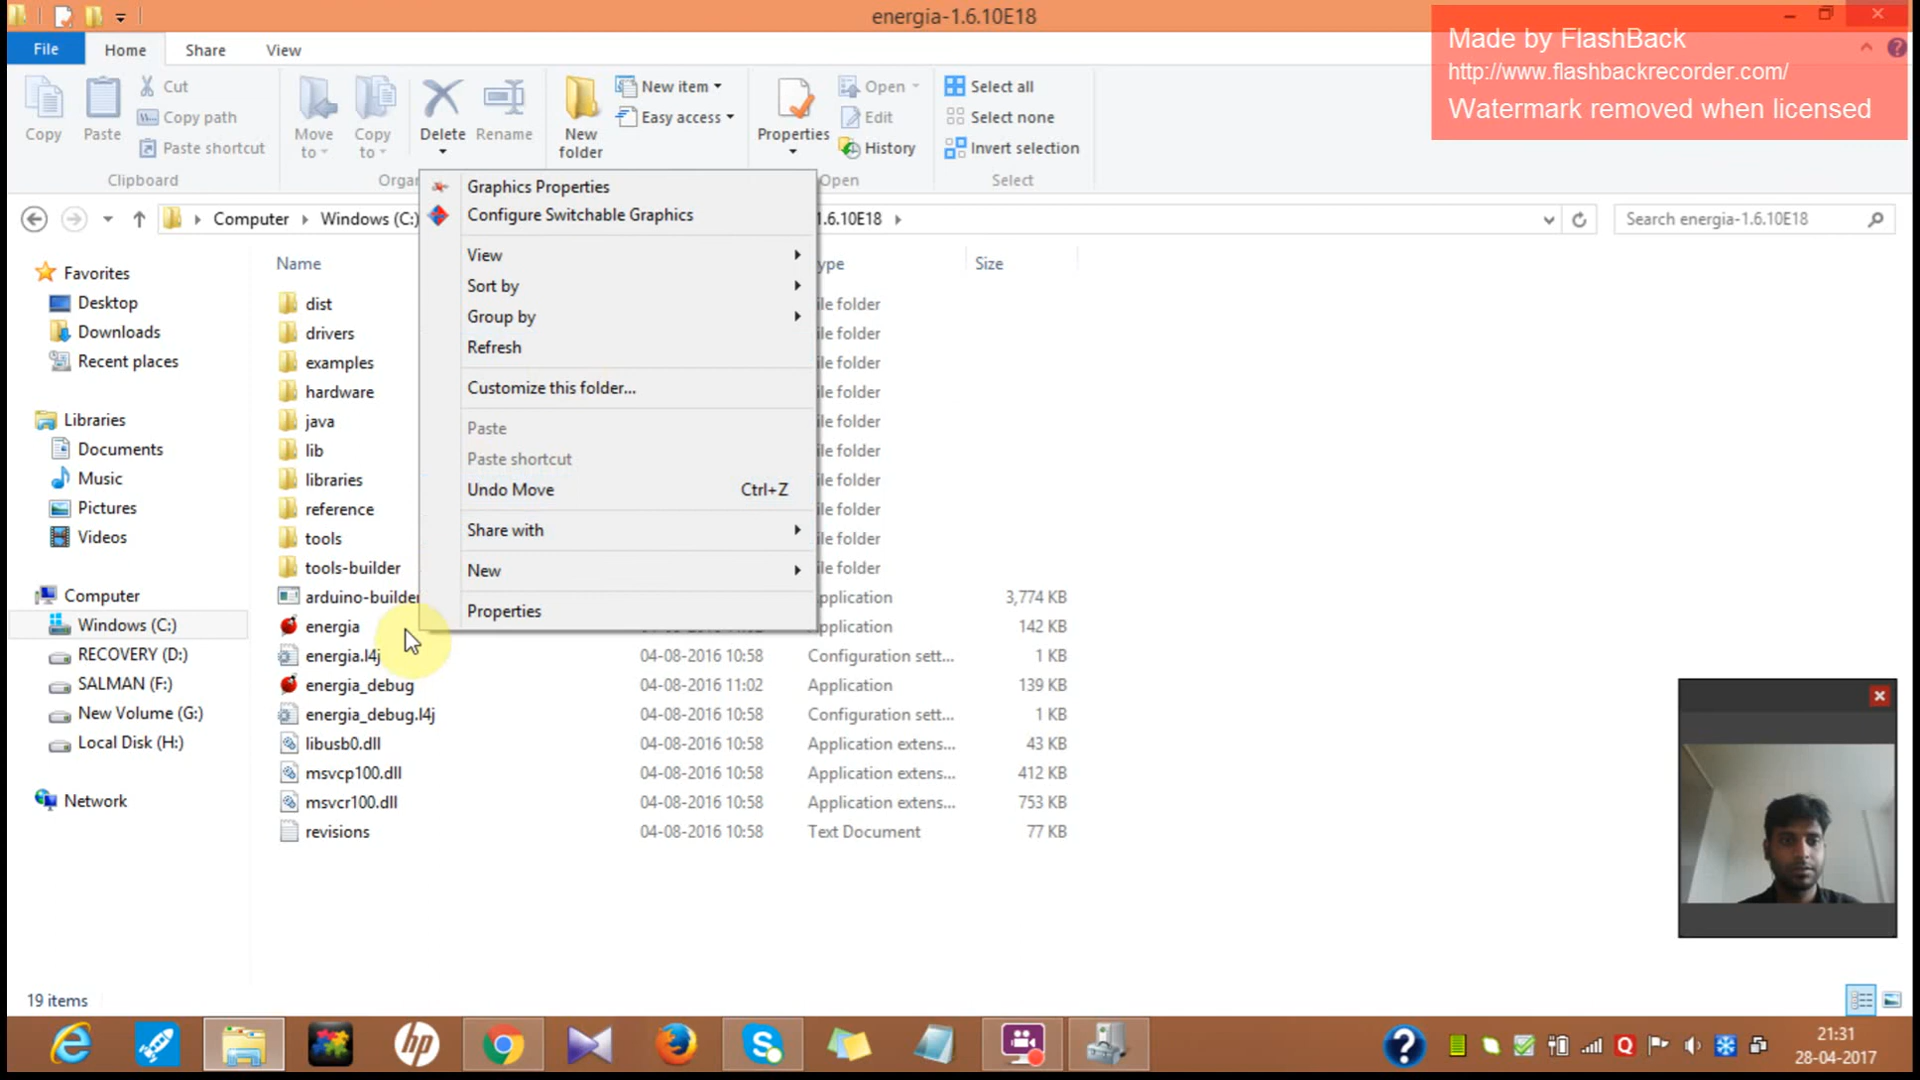 energia-1.6.10E18
Made by FlashBack
http://www.flashbackrecorder.com/
Watermark removed when licensed
File
Home
Share
View
Copy
Paste
Cut
Copy path
Paste shortcut
Clipboard
Move to
Copy to
Delete
Rename
New folder
New item
Easy access
Properties
Open
Edit
History
Open
Select all
Select none
Invert selection
Select
Computer
Windows (C:)
1.6.10E18
Search energia-1.6.10E18
Favorites
Desktop
Downloads
Recent places
Libraries
Documents
Music
Pictures
Videos
Computer
Windows (C:)
RECOVERY (D:)
SALMAN (F:)
New Volume (G:)
Local Disk (H:)
Network
Name
Size
dist
drivers
examples
hardware
java
lib
libraries
reference
tools
tools-builder
arduino-builder 3,774 KB
energia 142 KB
energia.l4j 04-08-2016 10:58 Configuration sett... 1 KB
energia_debug 04-08-2016 11:02 Application 139 KB
energia_debug.l4j 04-08-2016 10:58 Configuration sett... 1 KB
libusb0.dll 04-08-2016 10:58 Application extens... 43 KB
msvcp100.dll 04-08-2016 10:58 Application extens... 412 KB
msvcr100.dll 04-08-2016 10:58 Application extens... 753 KB
revisions 04-08-2016 10:58 Text Document 77 KB
Graphics Properties
Configure Switchable Graphics
View
Sort by
Group by
Refresh
Customize this folder...
Paste
Paste shortcut
Undo Move Ctrl+Z
Share with
New
Properties
19 items
hp
21:31
28-04-2017